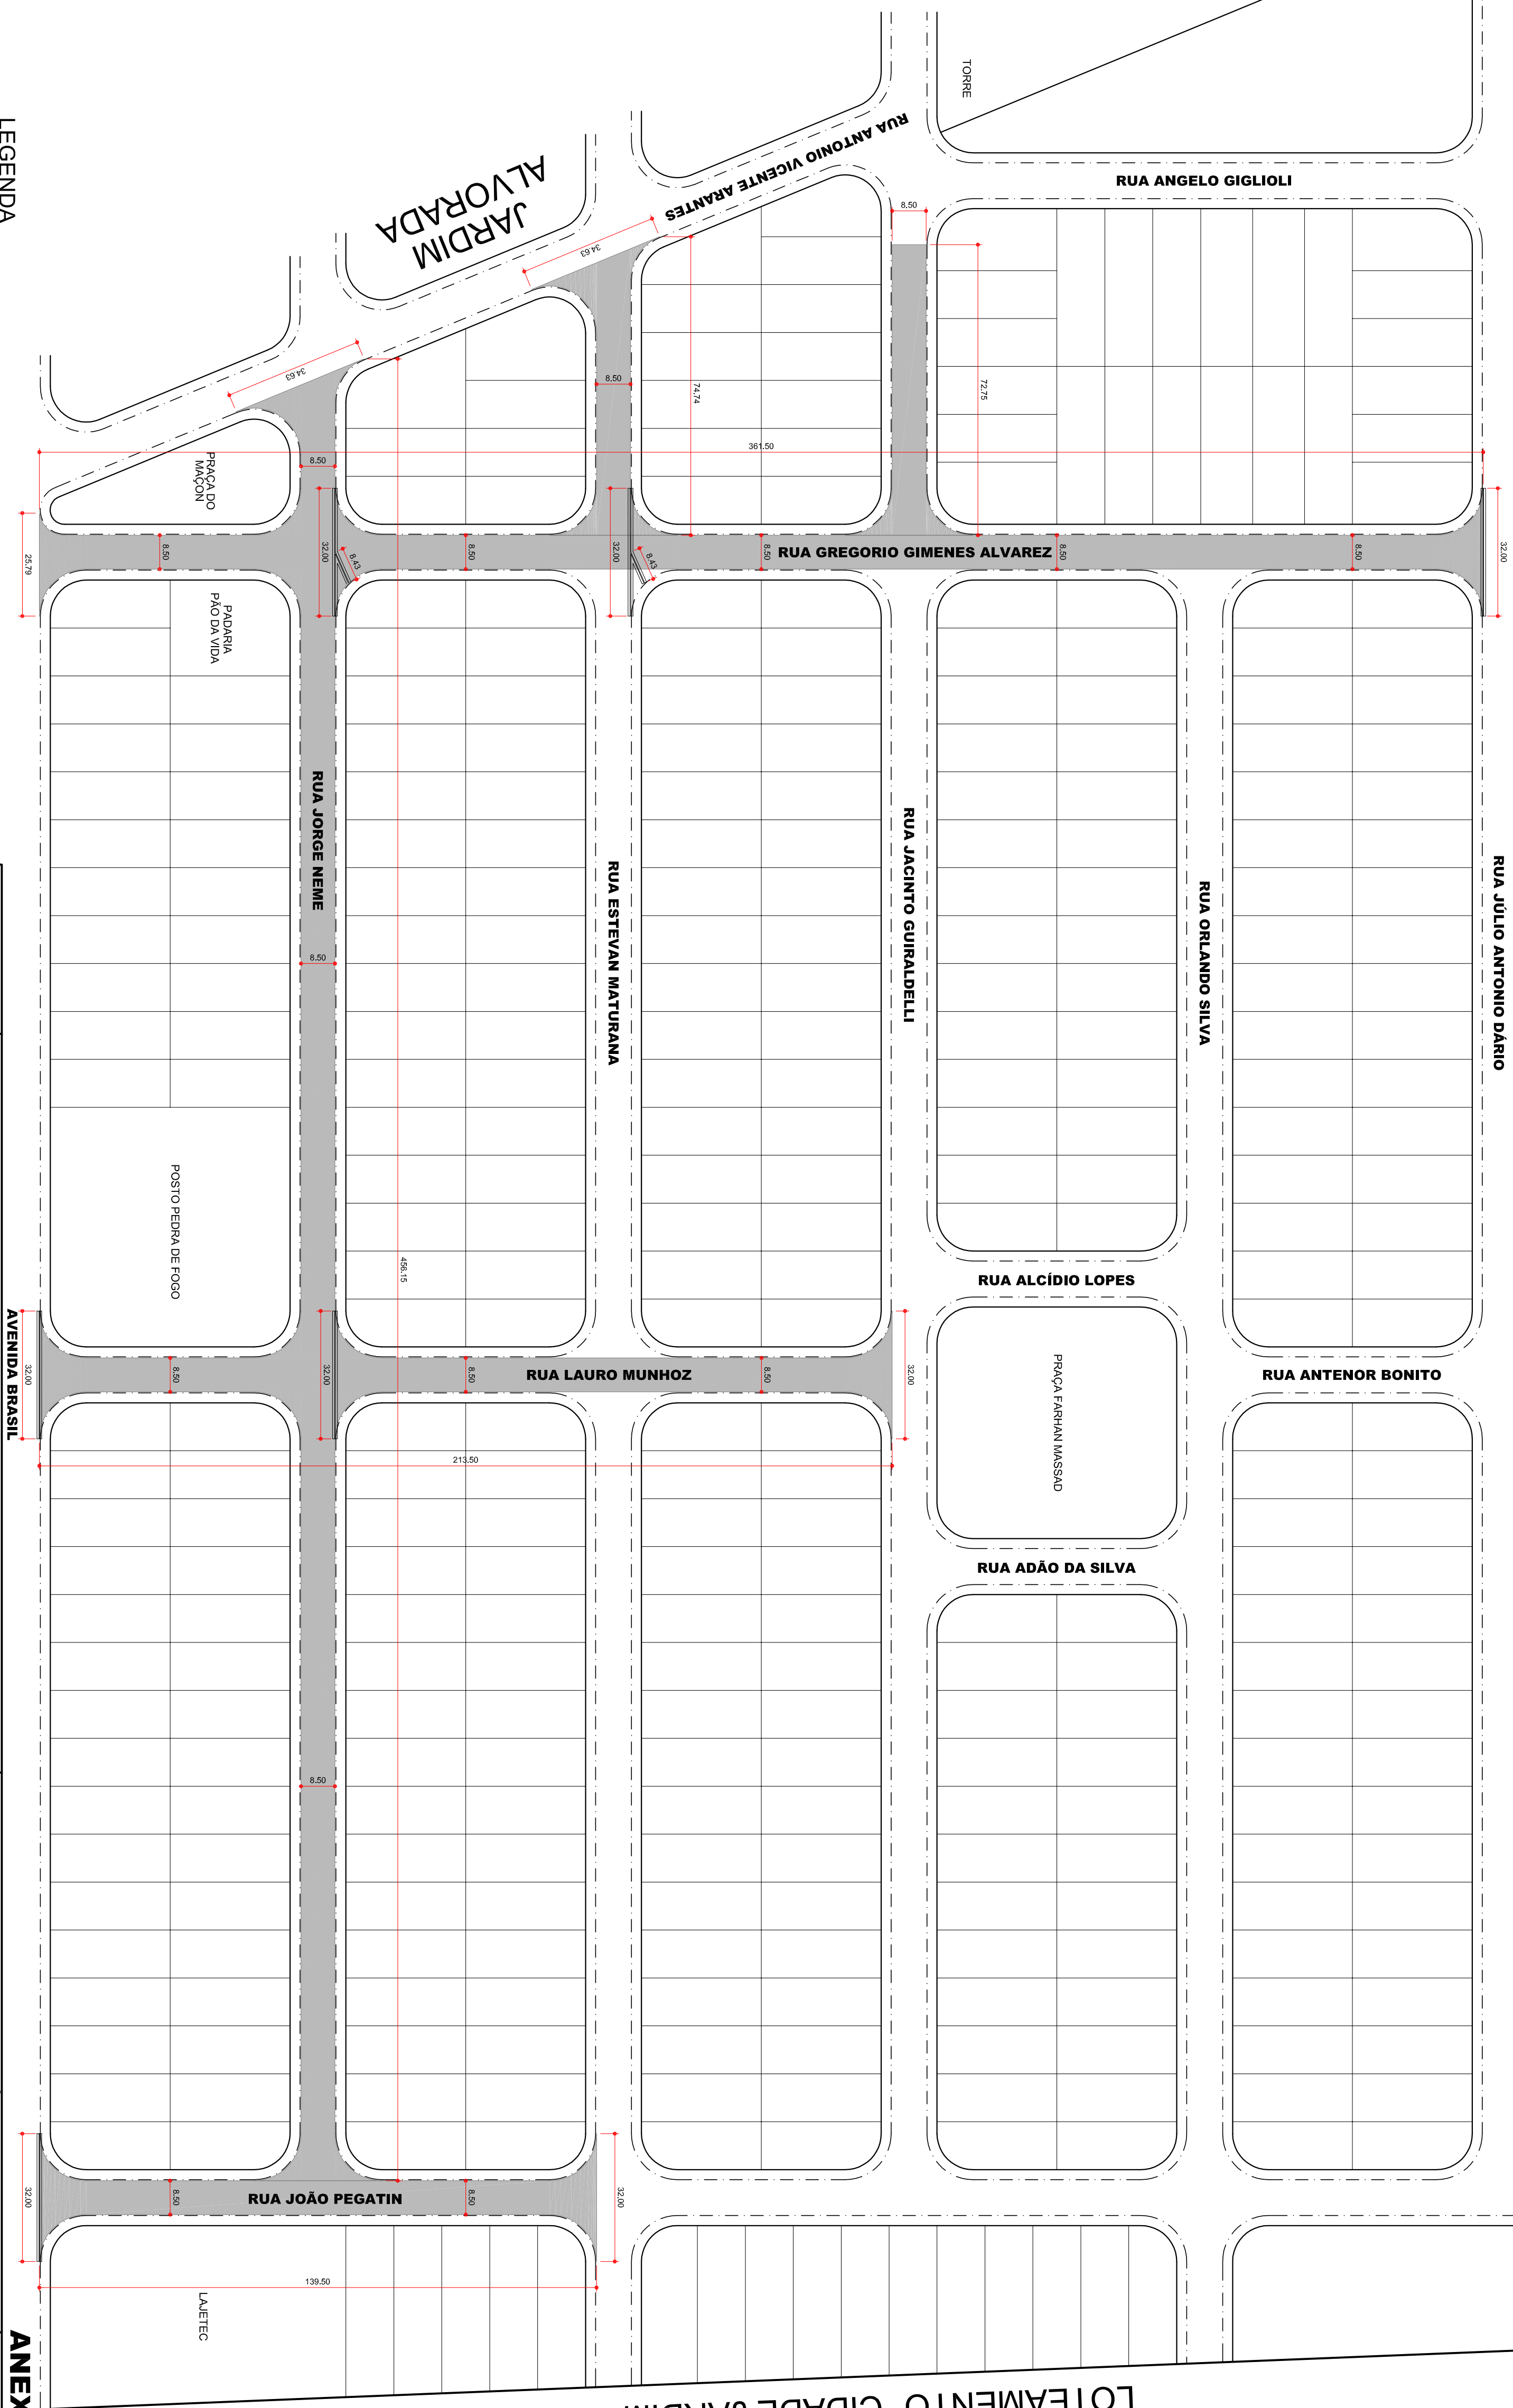 TORRE
RUA ANTONIO VICENTE ARANTES
RUA ANGELO GIGLIOLI
LEGENDA
JARDIM
ALVORADA
8.50
34.63
34.63
74.74
72.75
8.50
361.50
8.50
PRAÇA DO
MAÇON
25.79
8.50
32.00
8.43
8.50
32.00
8.43
8.50
RUA GREGORIO GIMENES ALVAREZ
8.50
8.50
32.00
PADARIA
PÃO DA VIDA
RUA JORGE NEME
RUA ESTEVAN MATURANA
RUA JACINTO GUIRALDELLI
RUA ORLANDO SILVA
RUA JÚLIO ANTONIO DÁRIO
8.50
POSTO PEDRA DE FOGO
456.15
RUA ALCÍDIO LOPES
AVENIDA BRASIL
32.00
8.50
32.00
8.50
RUA LAURO MUNHOZ
8.50
32.00
PRAÇA FARHAN MASSAD
RUA ANTENOR BONITO
213.50
RUA ADÃO DA SILVA
8.50
32.00
8.50
RUA JOÃO PEGATIN
8.50
32.00
139.50
LAJETEC
ANEX
LOTEAMENTO CIDADE JARDIM